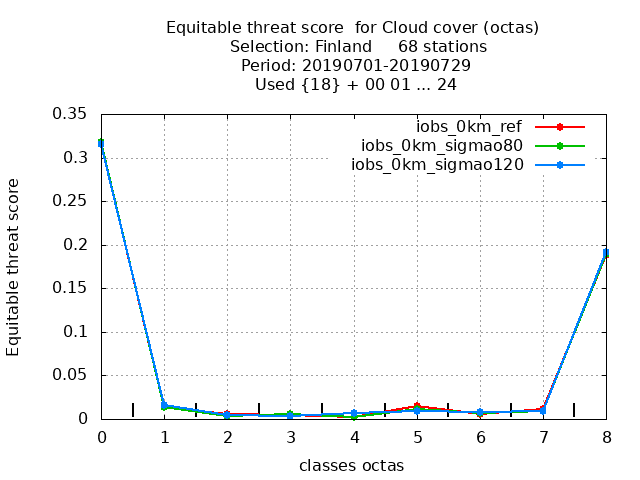 Equitable threat score  for Cloud cover (octas)
Selection: Finland     68 stations
Period: 20190701-20190729
Used {18} + 00 01 ... 24
Equitable threat score
0.35
0.3
0.25
0.2
0.15
0.1
0.05
0
iobs_0km_ref
iobs_0km_sigmao80
iobs_0km_sigmao120
0 1 2 3 4 5 6 7 8
classes octas